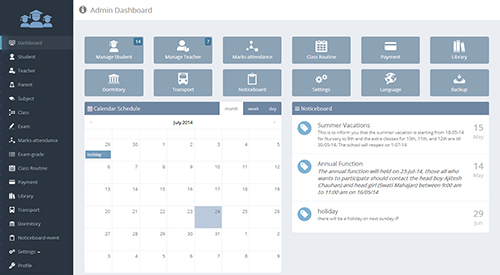 Admin Dashboard
Dashboard
Student
Teacher
Parent
Subject
Class
Exam
Marks-attendance
Exam-grade
Class Routine
Payment
Library
Transport
Dormitory
Noticeboard-event
Settings
Profile
14
Manage Student
7
Manage Teacher
Marks-attendance
Class Routine
Payment
Library
Dormitory
Transport
Noticeboard
Settings
Language
Backup
Calendar Schedule
month week day
July 2014
29 30 1 2 3 4 5
holiday
6 7 8 9 10 11 12
13 14 15 16 17 18 19
20 21 22 23 24 25 26
27 28 29 30 31 1 2
3 4 5 6 7 8 9
Noticeboard
Summer Vacations
This is to inform you that the summer vacation is starting from 10-05-14
for Nursery to 9th and the extra classes for 10th, 11th, and 12th are till
30-05-14. The school will reopen on 1-07-14
15
May
Annual Function
The annual function will held on 23-Jul-14, those all who
wants to participate should contact the head boy Ajitesh
Chauhan) and head girl (Swati Mahajan) between 9:00 am
to 11:00 am on 16/05/14
14
May
holiday
there will be a holiday on next sunday !!
29
Jun